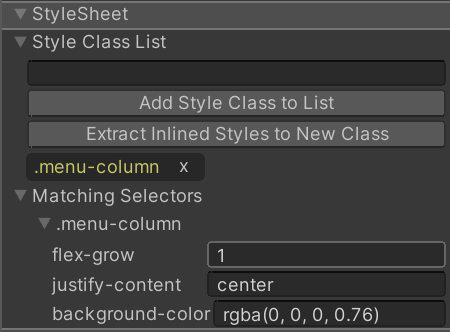 StyleSheet
Style Class List
Add Style Class to List
Extract Inlined Styles to New Class
.menu-column x
Matching Selectors
.menu-column
flex-grow 1
justify-content center
background-color rgba(0, 0, 0, 0.76)